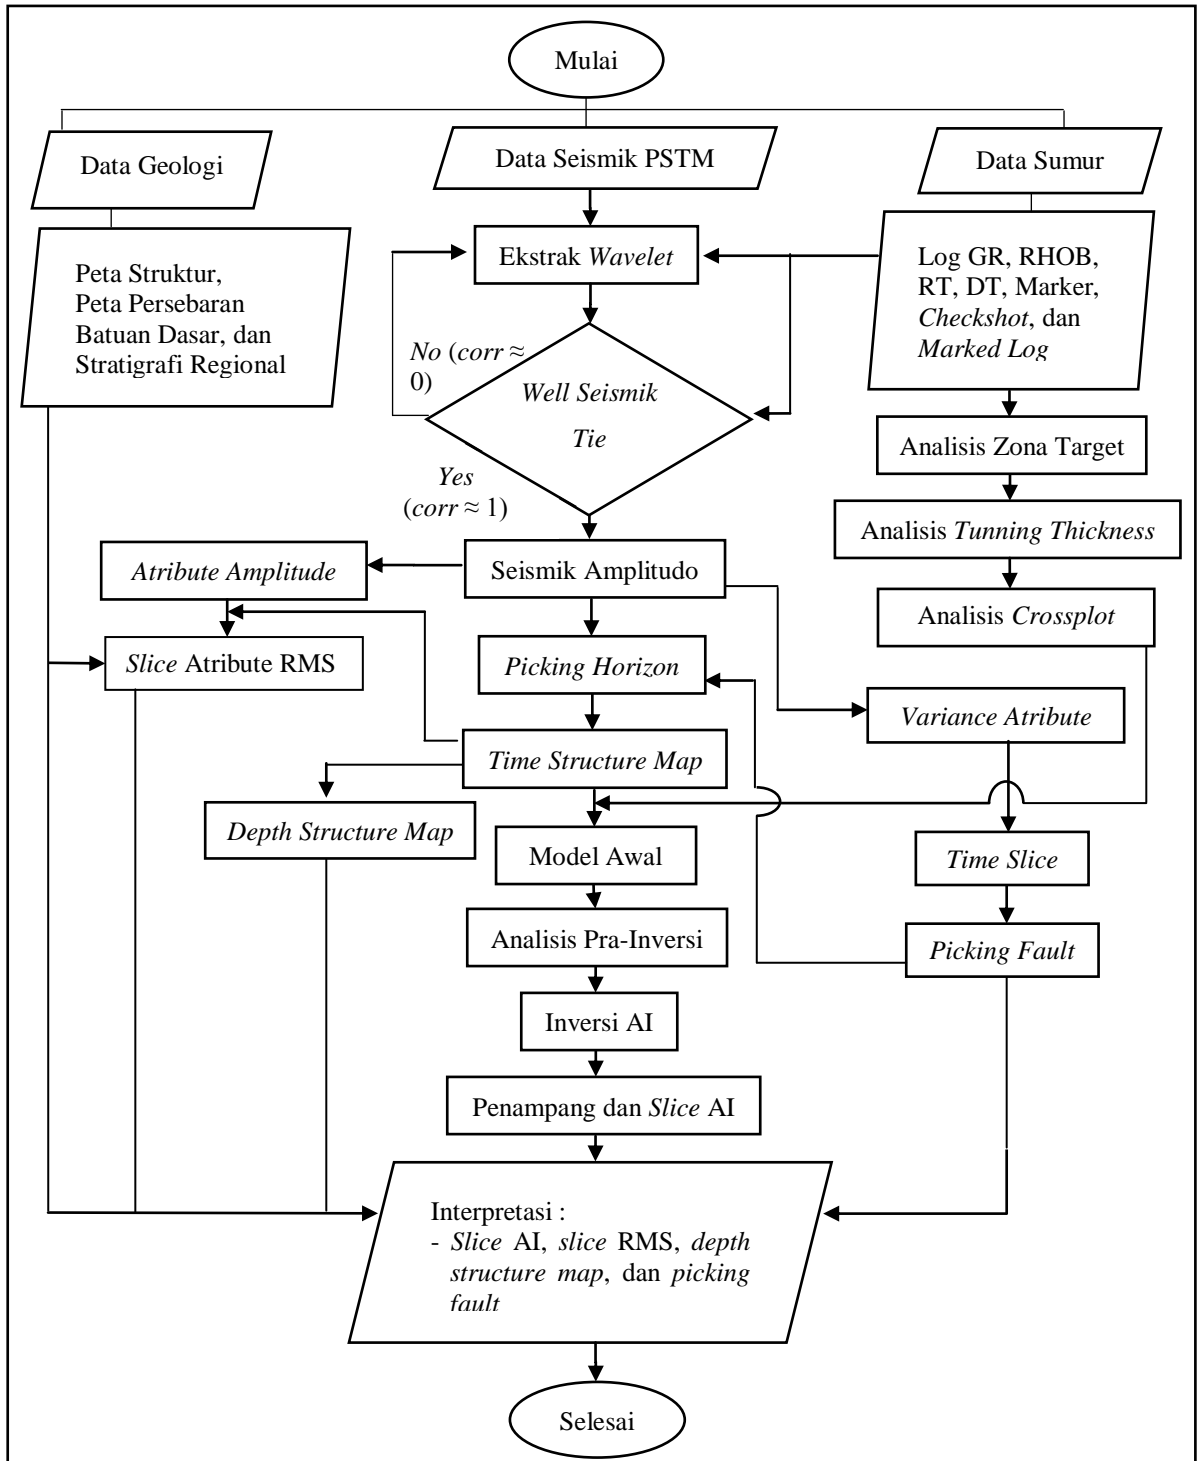 Mulai
Data Geologi
Data Seismik PSTM
Data Sumur
Peta Struktur,
Peta Persebaran
Batuan Dasar, dan
Stratigrafi Regional
Ekstrak Wavelet
Log GR, RHOB,
RT, DT, Marker,
Checkshot, dan
Marked Log
No (corr ≈
0)
Well Seismik
Tie
Yes
(corr ≈ 1)
Analisis Zona Target
Analisis Tunning Thickness
Analisis Crossplot
Atribute Amplitude
Seismik Amplitudo
Slice Atribute RMS
Picking Horizon
Variance Atribute
Time Structure Map
Depth Structure Map
Model Awal
Time Slice
Analisis Pra-Inversi
Picking Fault
Inversi AI
Penampang dan Slice AI
Interpretasi :
- Slice AI, slice RMS, depth
structure map, dan picking
fault
Selesai